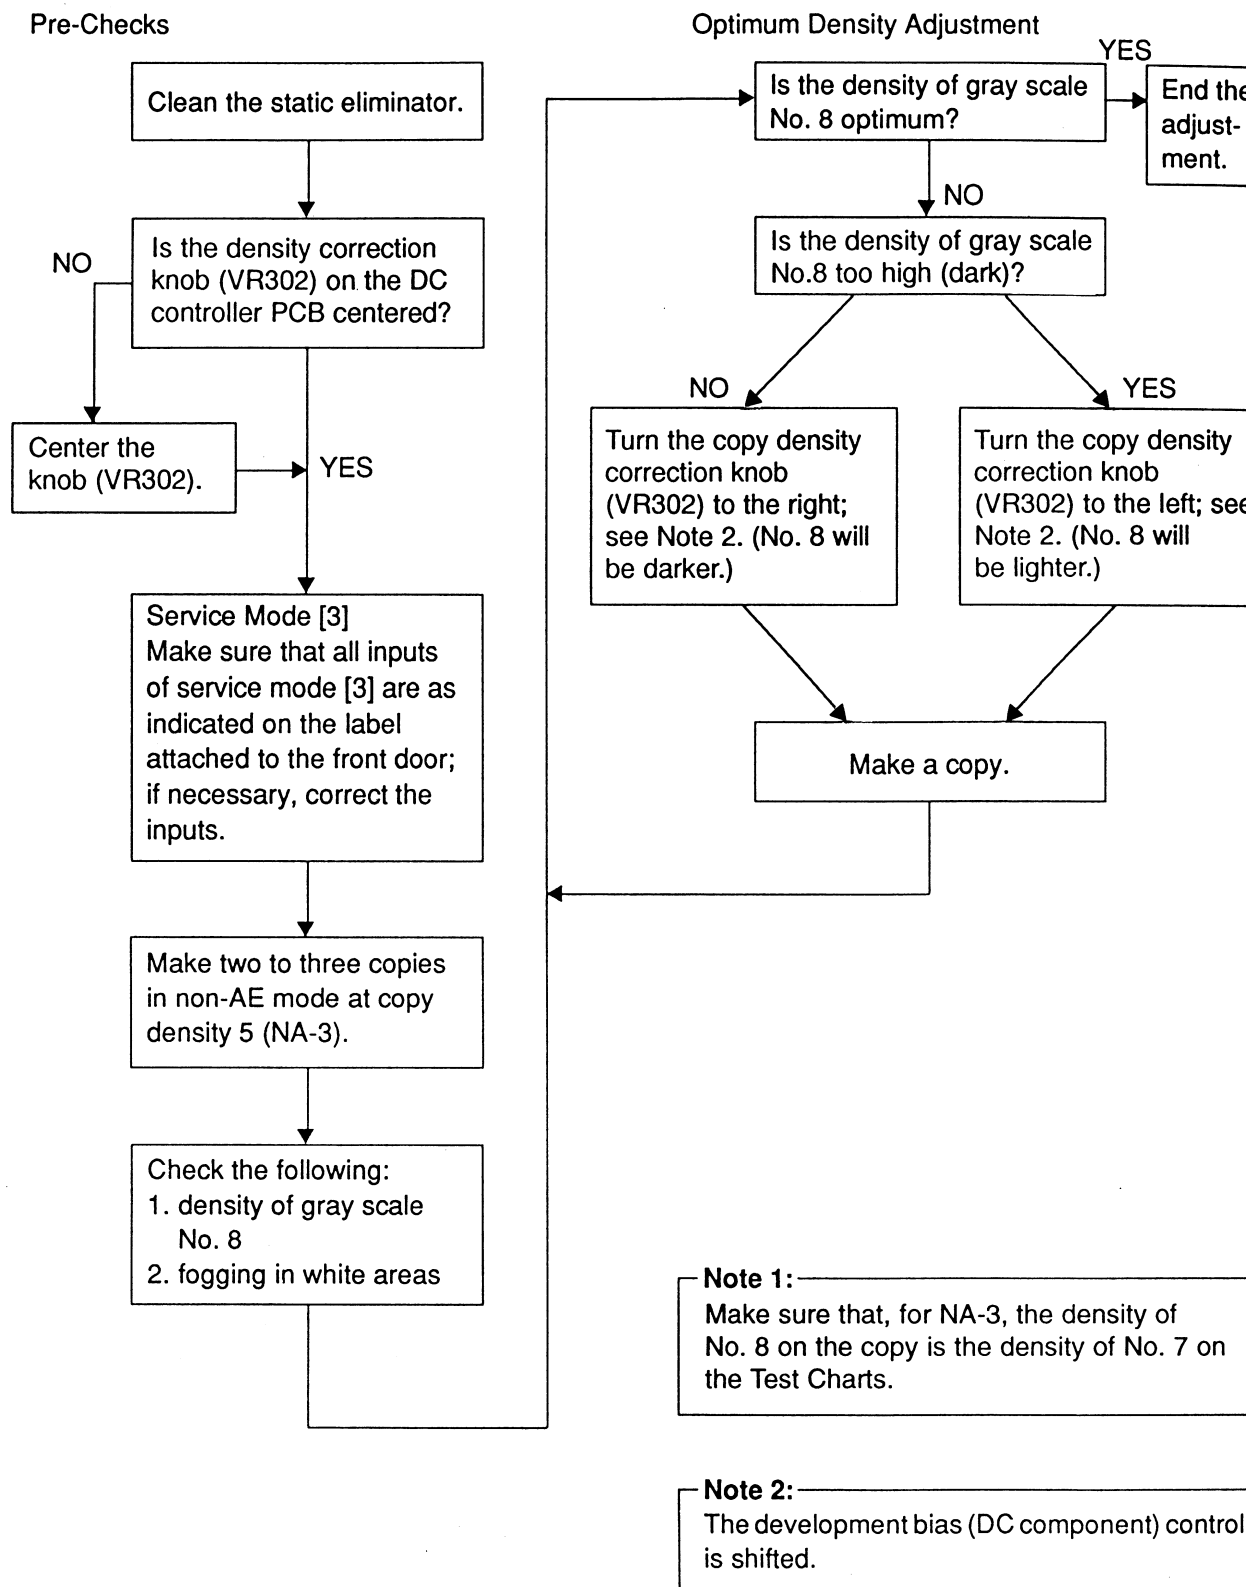 Pre-Checks
Clean the static eliminator.
Is the density correction
knob (VR302) on the DC
controller PCB centered?
NO
Center the
knob (VR302).
YES
Service Mode [3]
Make sure that all inputs
of service mode [3] are as
indicated on the label
attached to the front door;
if necessary, correct the
inputs.
Make two to three copies
in non-AE mode at copy
density 5 (NA-3).
Check the following:
1. density of gray scale
No. 8
2. fogging in white areas
Optimum Density Adjustment
Is the density of gray scale
No. 8 optimum?
YES
End the
adjust-
ment.
NO
Is the density of gray scale
No.8 too high (dark)?
NO
Turn the copy density
correction knob
(VR302) to the right;
see Note 2. (No. 8 will
be darker.)
YES
Turn the copy density
correction knob
(VR302) to the left; see
Note 2. (No. 8 will
be lighter.)
Make a copy.
Note 1:
Make sure that, for NA-3, the density of
No. 8 on the copy is the density of No. 7 on
the Test Charts.
Note 2:
The development bias (DC component) control
is shifted.